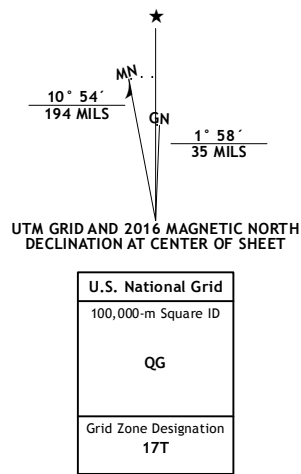 ★
MN
GN
10° 54´
194 MILS
1° 58´
35 MILS
UTM GRID AND 2016 MAGNETIC NORTH
DECLINATION AT CENTER OF SHEET
U.S. National Grid
100,000-m Square ID
QG
Grid Zone Designation
17T